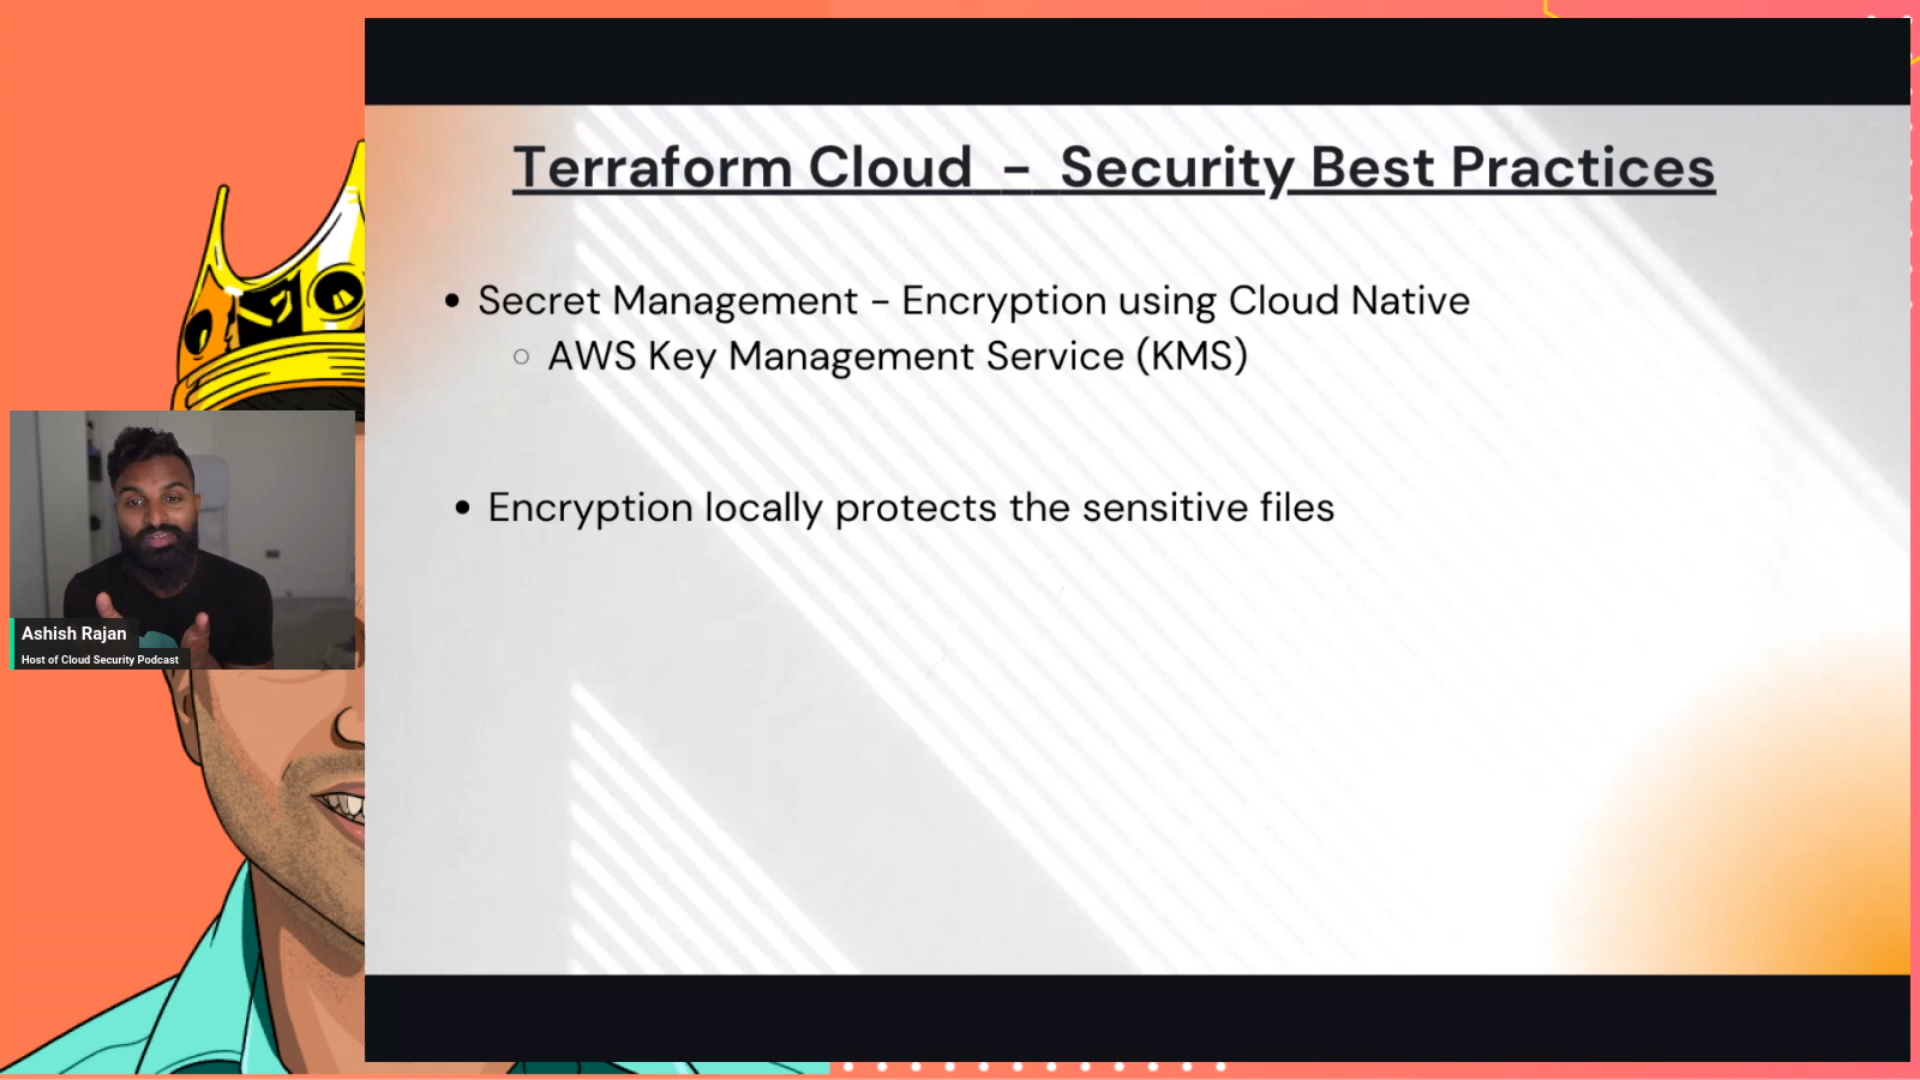 Terraform Cloud - Security Best Practices
Secret Management - Encryption using Cloud Native
AWS Key Management Service (KMS)
Encryption locally protects the sensitive files
Ashish Rajan
Host of Cloud Security Podcast